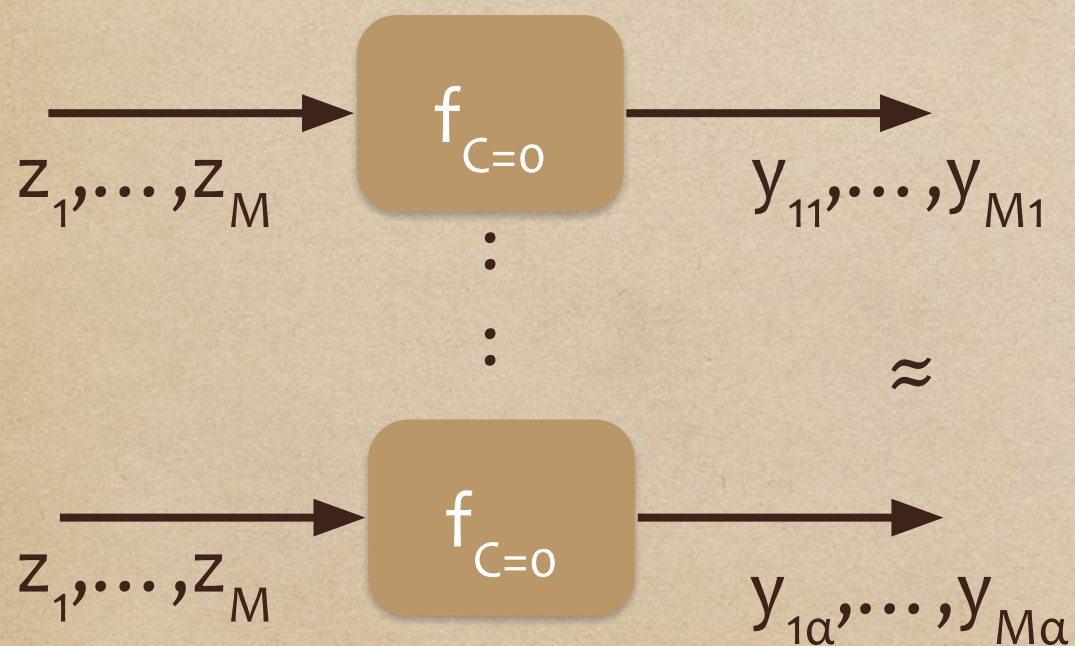 f_{C=0}
z_1,...,z_M
y_{11},...,y_{M1}
:
:
≈
f_{C=0}
z_1,...,z_M
y_{1α},...,y_{Mα}